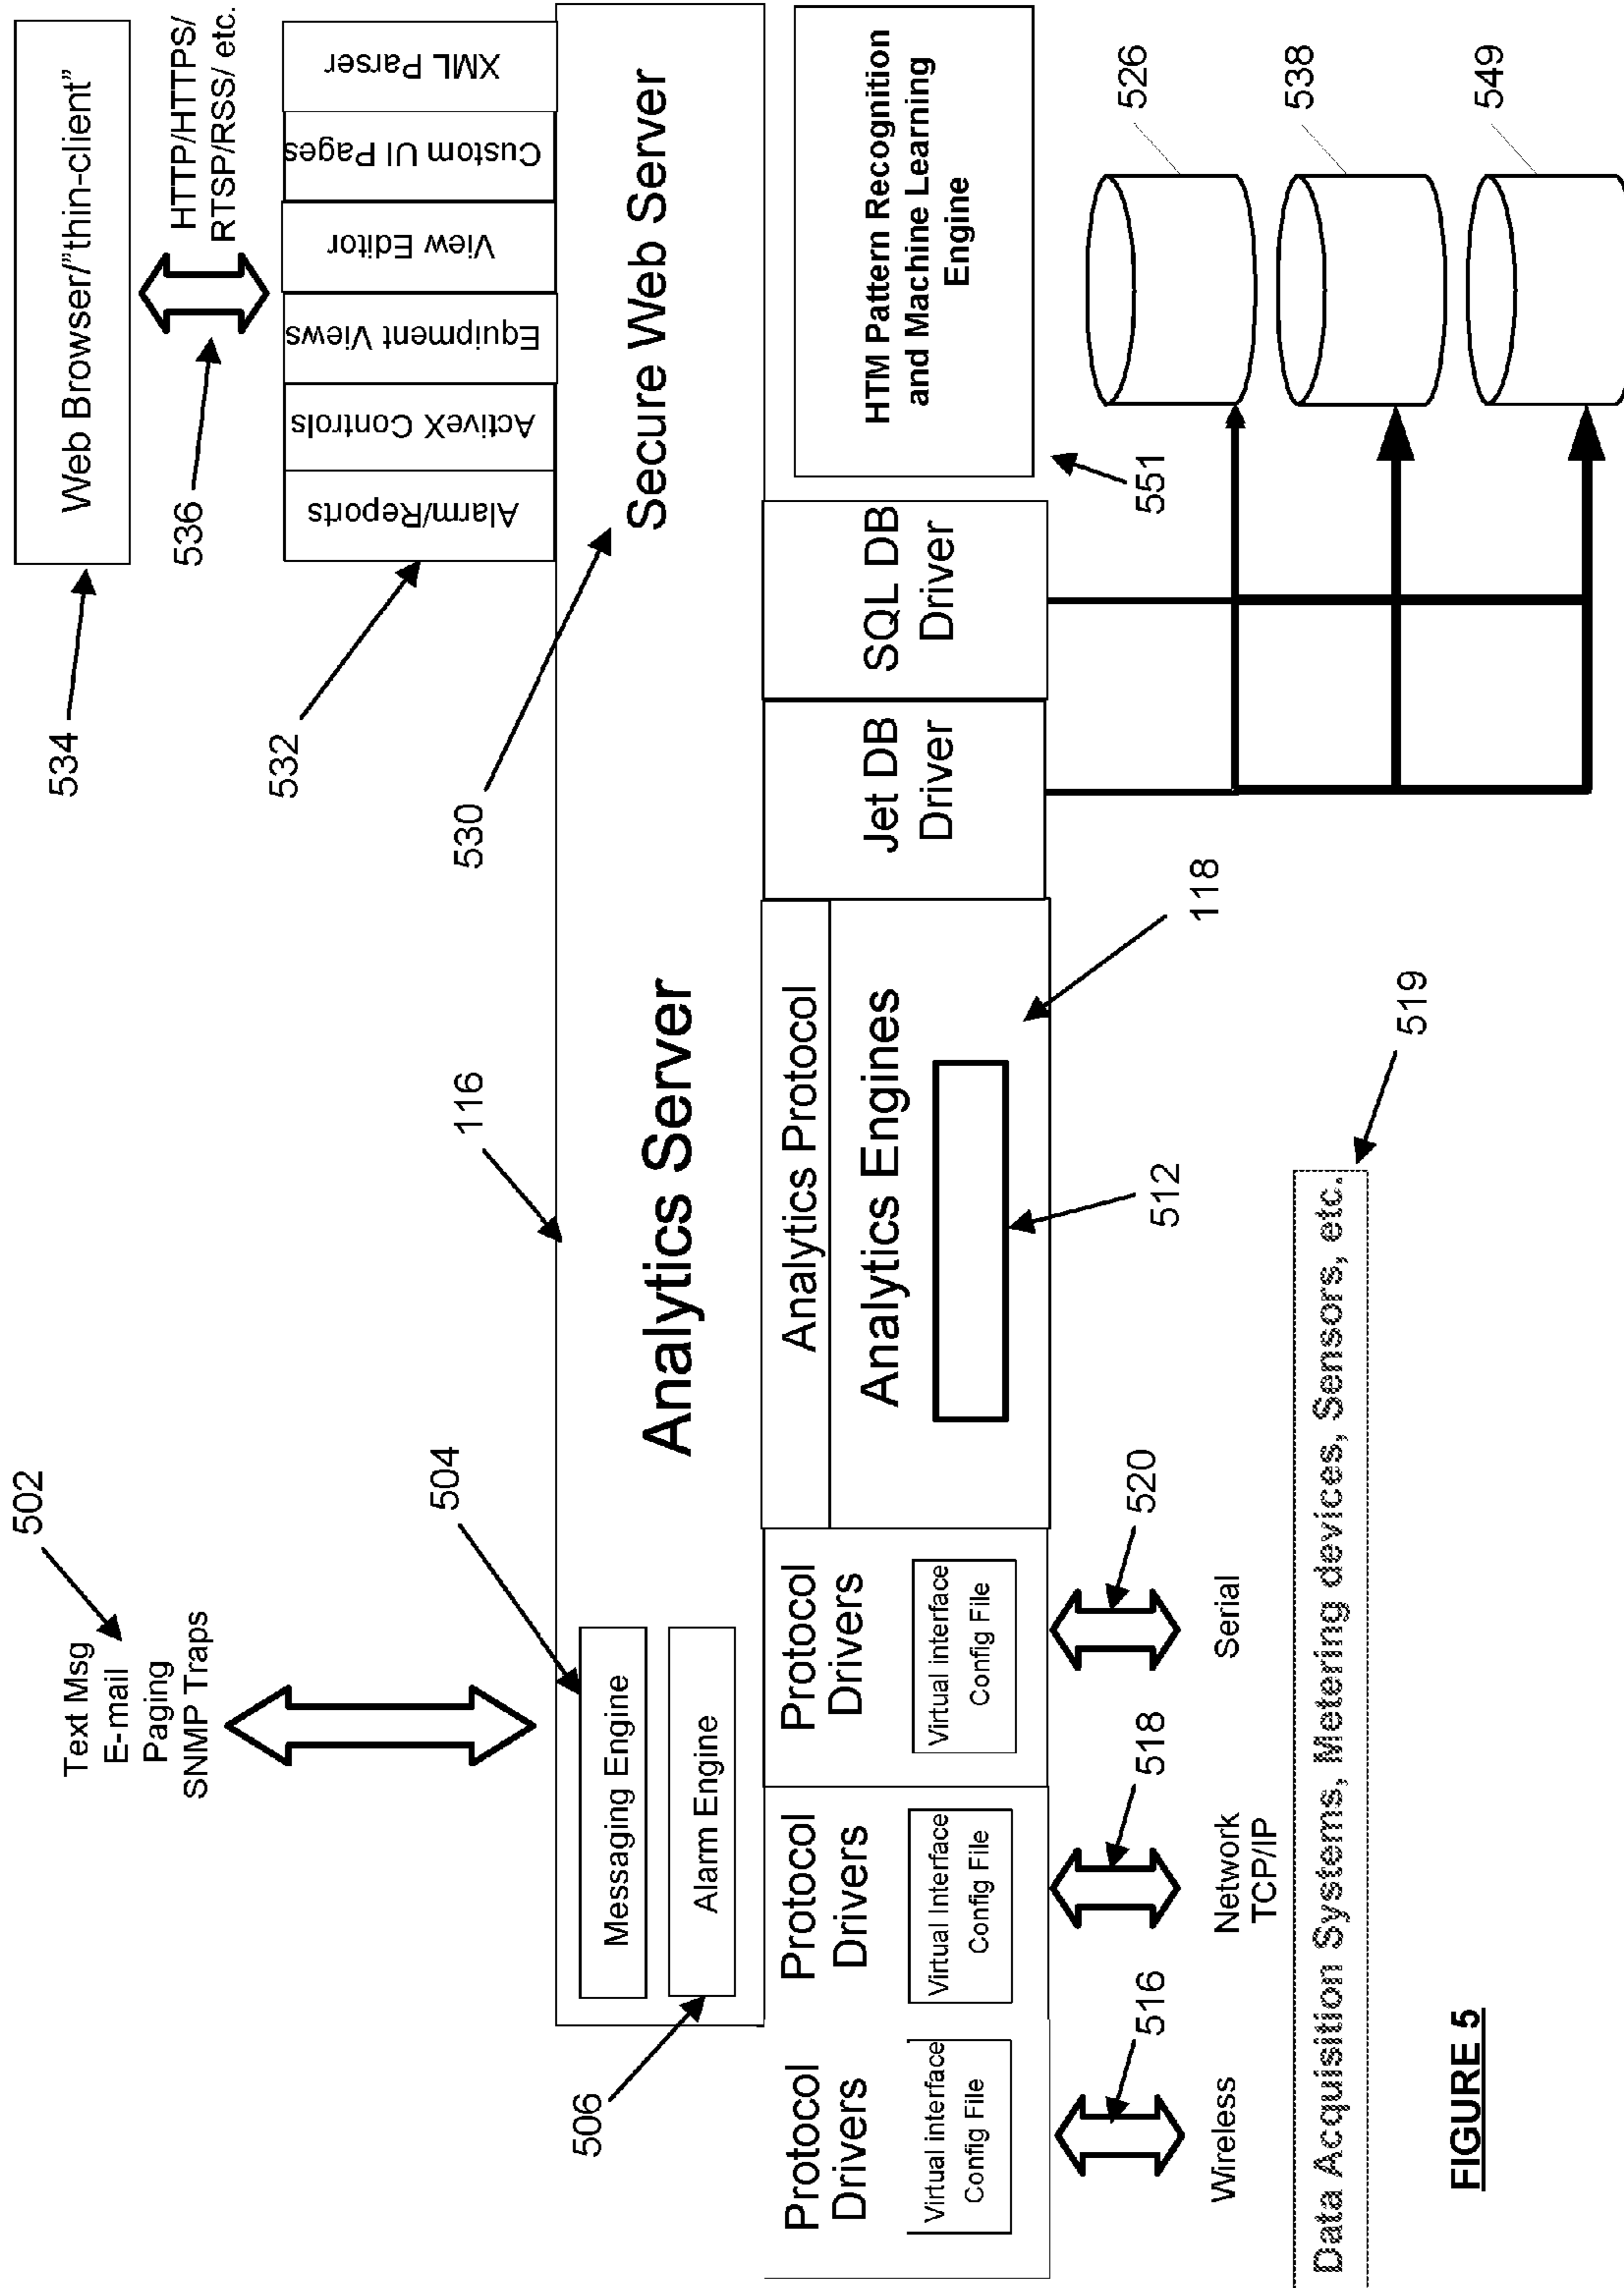 502
Text Msg
E-mail
Paging
SNMP Traps
534
Web Browser/"thin-client"
536
HTTP/HTTPS/
RTSP/RSS/ etc.
532
Alarm/Reports
ActiveX Controls
Equipment Views
View Editor
Custom UI Pages
XML Parser
504
116
530
Messaging Engine
Alarm Engine
506
Analytics Server
Secure Web Server
Protocol
Drivers
Virtual interface
Config File
Protocol
Drivers
Virtual Interface
Config File
Protocol
Drivers
Virtual interface
Config File
Analytics Protocol
Analytics Engines
512
118
Jet DB
Driver
SQL DB
Driver
HTM Pattern Recognition
and Machine Learning
Engine
551
516
Wireless
518
Network
TCP/IP
520
Serial
526
538
549
Data Acquisition Systems, Metering devices, Sensors, etc.
519
FIGURE 5